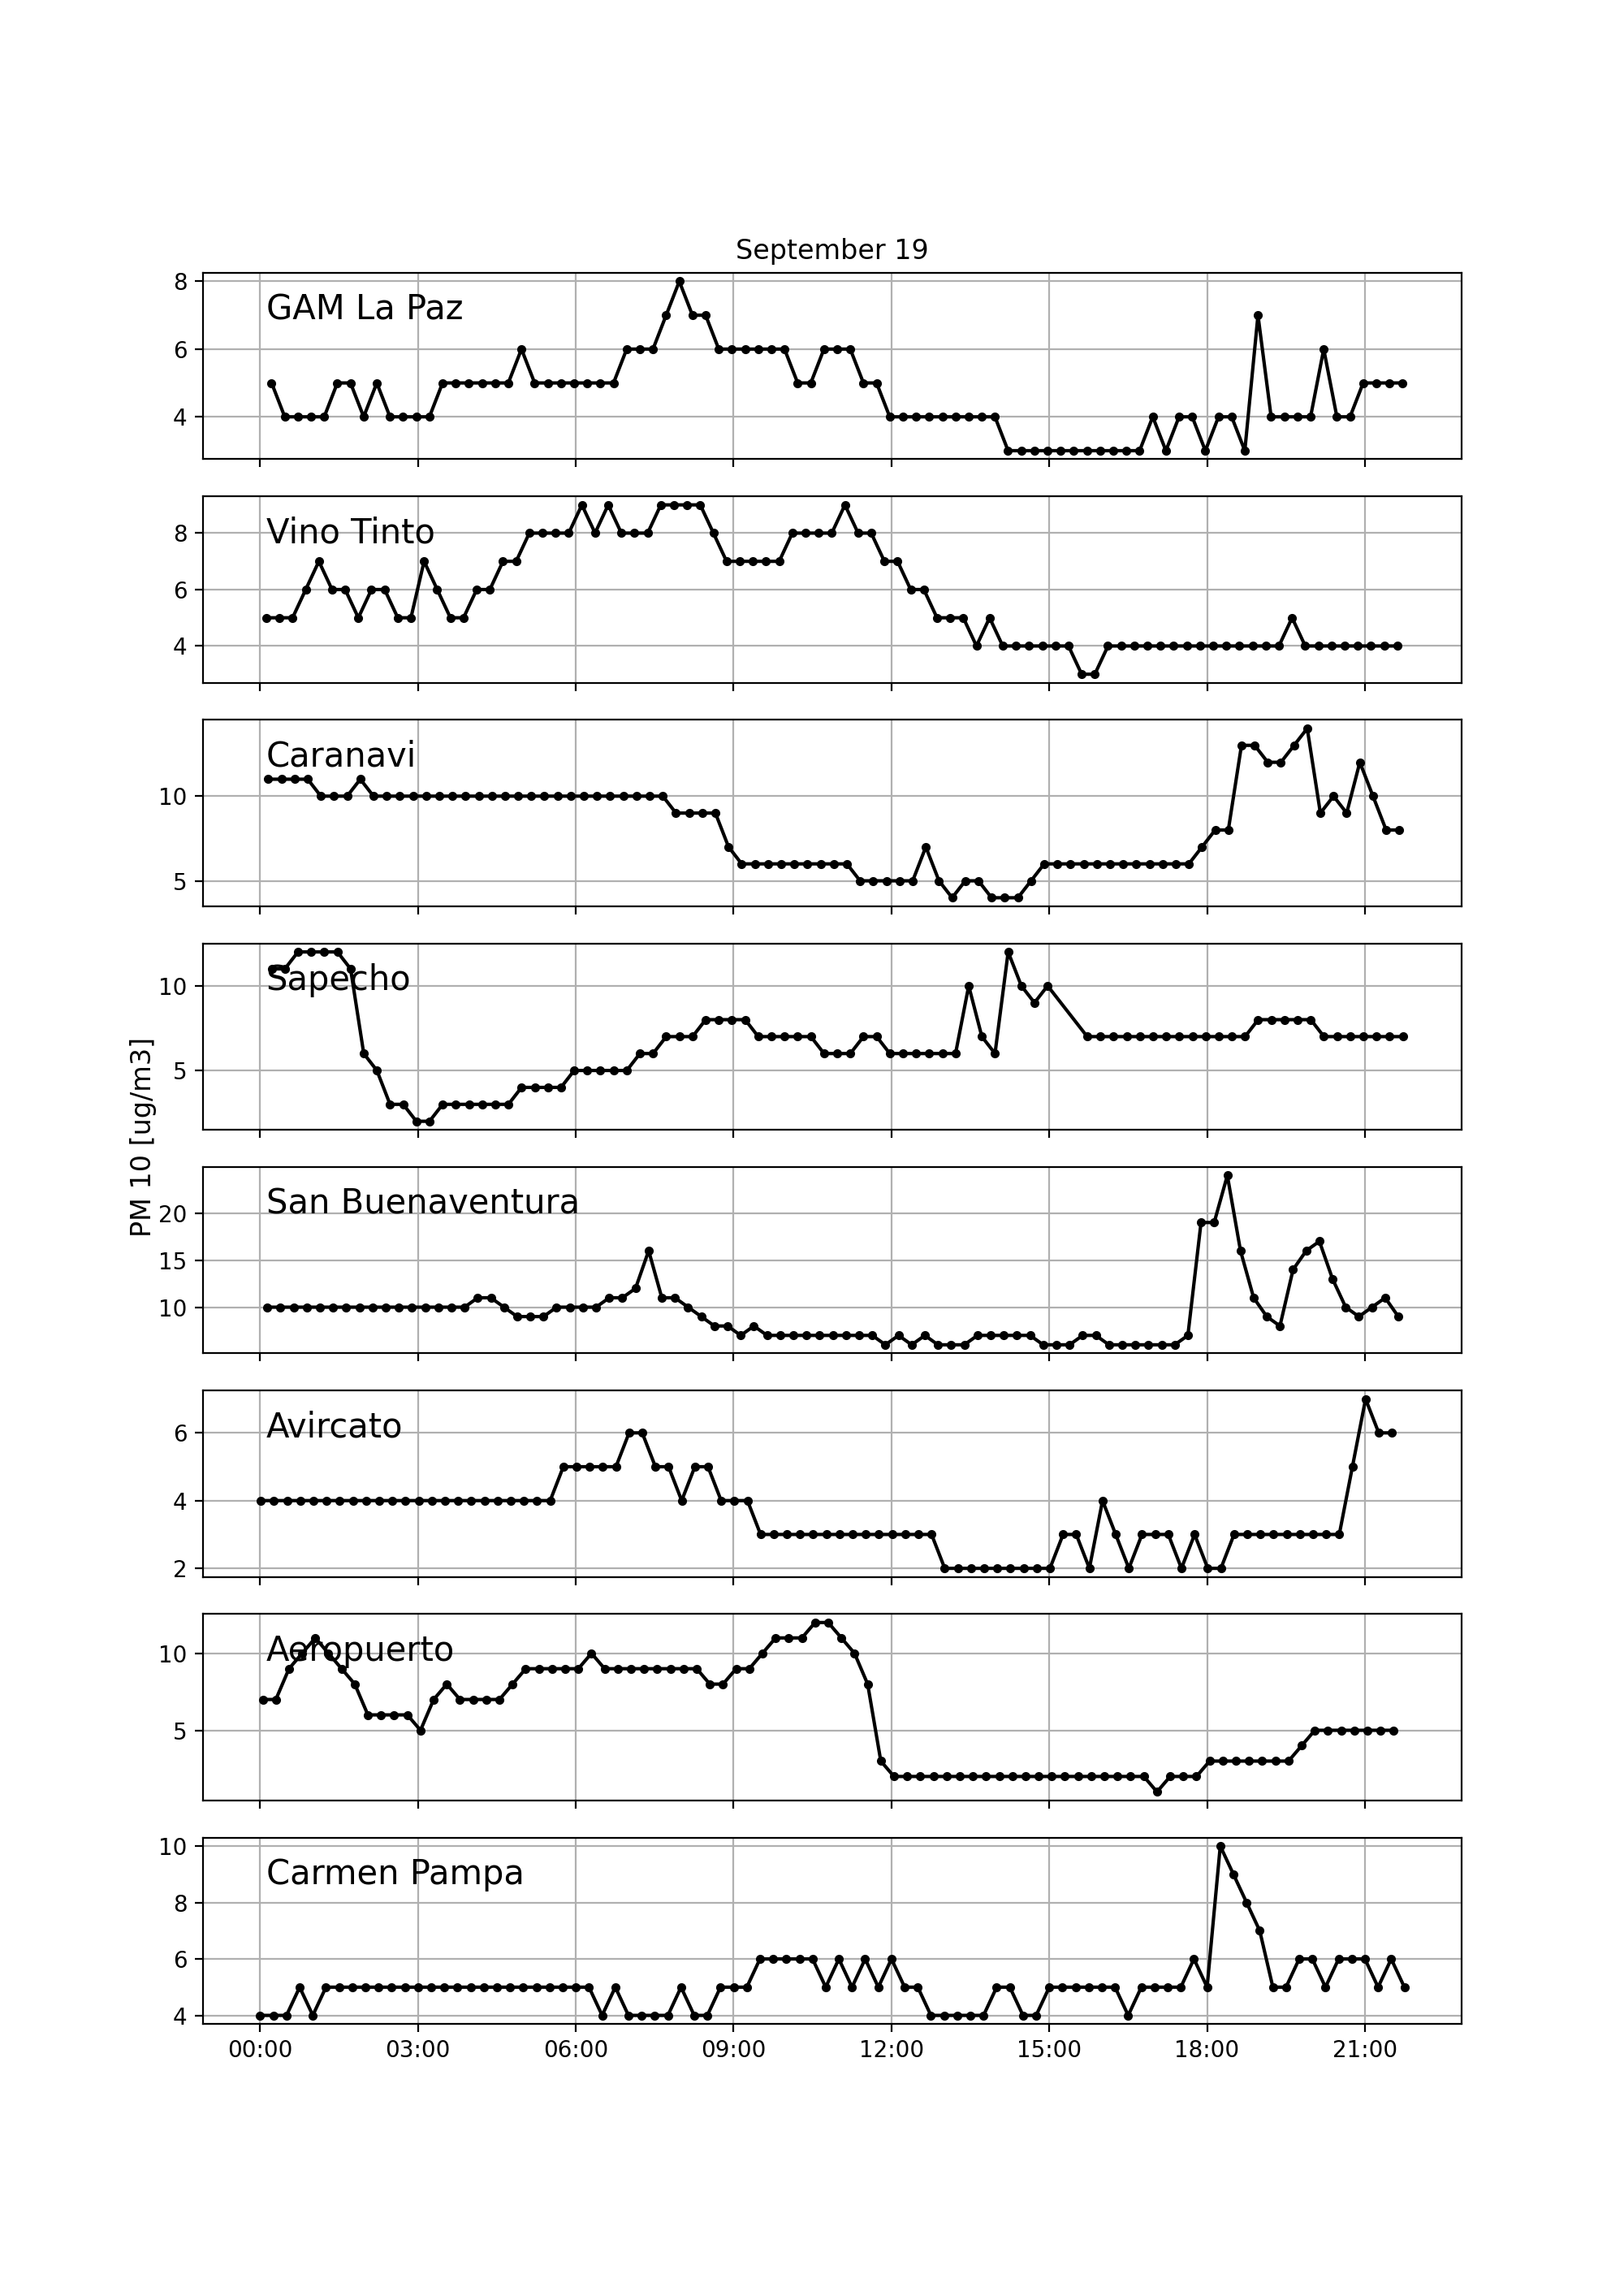 September 19
8
GAM La Paz
6
4
Vino Tinto
8
6
4
Caranavi
10
5
Sapecho
10
5
PM 10 [ug/m3]
San Buenaventura
20
15
10
Avircato
6
4
2
Aeropuerto
10
5
10
Carmen Pampa
8
6
4
00:00 03:00 06:00 09:00 12:00 15:00 18:00 21:00